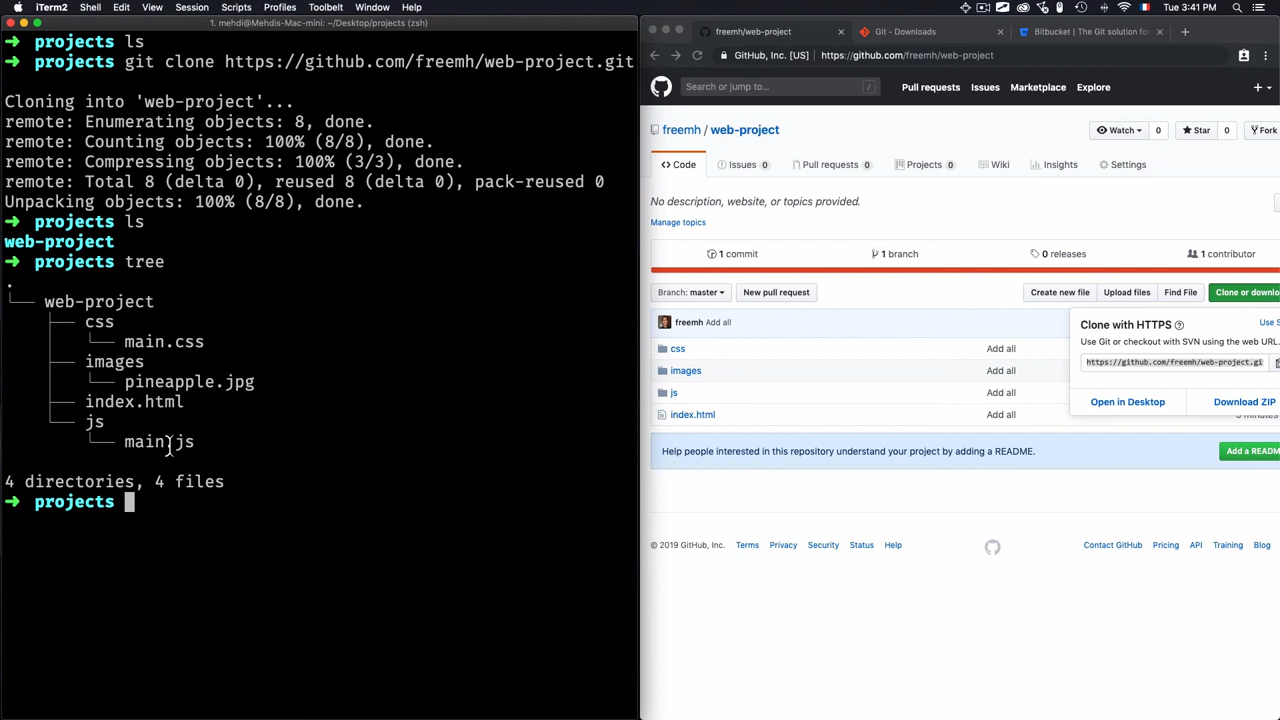 iTerm2 Shell Edit View Session Scripts Profiles Toolbelt Window Help
Thu 3:41 PM
1. mehdi@Mehdis-Mac-mini: ~/Desktop/projects (zsh)
➜ projects ls
➜ projects git clone https://github.com/freemh/web-project.git
Cloning into 'web-project'...
remote: Enumerating objects: 8, done.
remote: Counting objects: 100% (8/8), done.
remote: Compressing objects: 100% (3/3), done.
remote: Total 8 (delta 0), reused 8 (delta 0), pack-reused 0
Unpacking objects: 100% (8/8), done.
➜ projects ls
web-project
➜ projects tree
.
└── web-project
├── css
│ └── main.css
├── images
│ └── pineapple.jpg
├── index.html
└── js
└── main.js
4 directories, 4 files
➜ projects
freemh/web-project
Git - Downloads
Bitbucket | The Git solution fo
GitHub, Inc. [US] https://github.com/freemh/web-project
Search or jump to... /
Pull requests Issues Marketplace Explore
freemh / web-project
Watch 0 Star 0 Fork
Code Issues 0 Pull requests 0 Projects 0 Wiki Insights Settings
No description, website, or topics provided.
Manage topics
1 commit 1 branch 0 releases 1 contributor
Branch: master New pull request Create new file Upload files Find File Clone or downlo
freemh Add all
css Add all
images Add all
js Add all
index.html Add all
Clone with HTTPS Use S
Use Git or checkout with SVN using the web URL.
https://github.com/freemh/web-project.gi
Open in Desktop Download ZIP
Help people interested in this repository understand your project by adding a README. Add a READM
© 2019 GitHub, Inc. Terms Privacy Security Status Help Contact GitHub Pricing API Training Blog